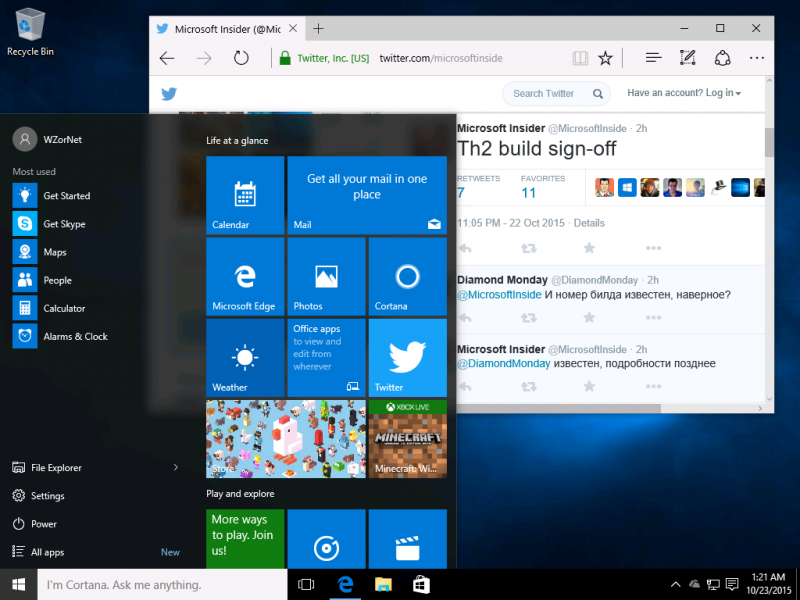 Recycle Bin
Microsoft Insider (@Mic
Twitter, Inc. [US] twitter.com/microsoftinside
Search Twitter
Have an account? Log in
Microsoft Insider @MicrosoftInside · 2h
Th2 build sign-off
RETWEETS FAVORITES
7 11
11:05 PM - 22 Oct 2015 · Details
Diamond Monday @DiamondMonday · 2h
@MicrosoftInside И номер билда известен, наверное?
Microsoft Insider @MicrosoftInside · 2h
@DiamondMonday известен, подробности позднее
WZorNet
Most used
Get Started
Get Skype
Maps
People
Calculator
Alarms & Clock
File Explorer
Settings
Power
All apps New
Life at a glance
Calendar
Get all your mail in one
place
Mail
Microsoft Edge
Photos
Cortana
Weather
Office apps
to view and
edit from
wherever
Twitter
Store
XBOX LIVE
MINECRAFT
Minecraft: Wi...
Play and explore
More ways
to play. Join
us!
I'm Cortana. Ask me anything.
1:21 AM
10/23/2015